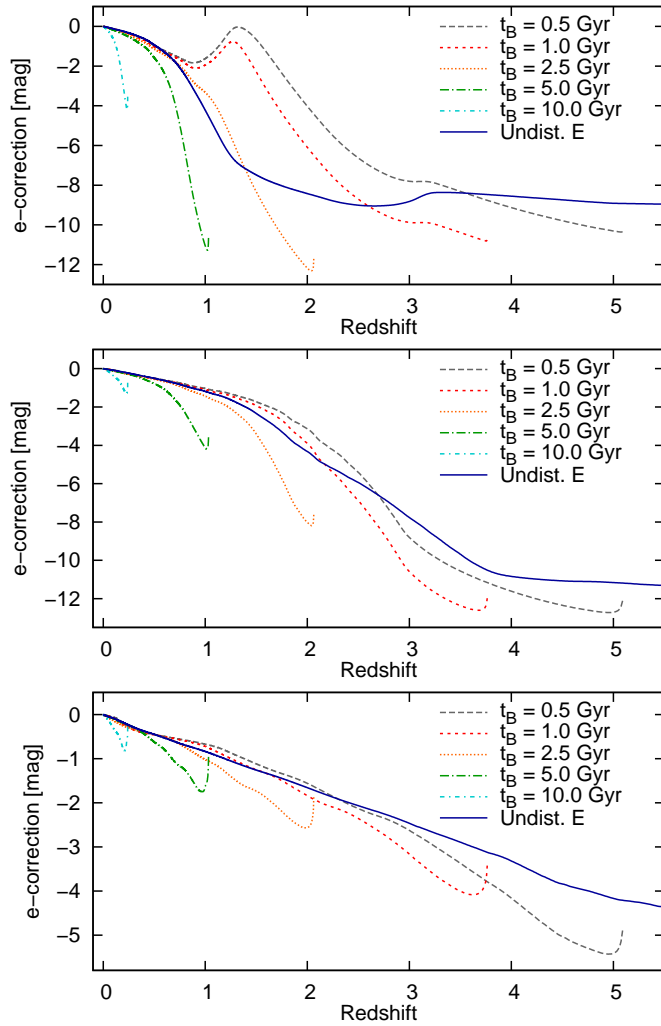 0
−2
−4
−6
−8
−10
−12
e−correction [mag]
0 1 2 3 4 5
Redshift
t_B = 0.5 Gyr
t_B = 1.0 Gyr
t_B = 2.5 Gyr
t_B = 5.0 Gyr
t_B = 10.0 Gyr
Undist. E
0
−2
−4
−6
−8
−10
−12
e−correction [mag]
0 1 2 3 4 5
Redshift
t_B = 0.5 Gyr
t_B = 1.0 Gyr
t_B = 2.5 Gyr
t_B = 5.0 Gyr
t_B = 10.0 Gyr
Undist. E
0
−1
−2
−3
−4
−5
e−correction [mag]
0 1 2 3 4 5
Redshift
t_B = 0.5 Gyr
t_B = 1.0 Gyr
t_B = 2.5 Gyr
t_B = 5.0 Gyr
t_B = 10.0 Gyr
Undist. E